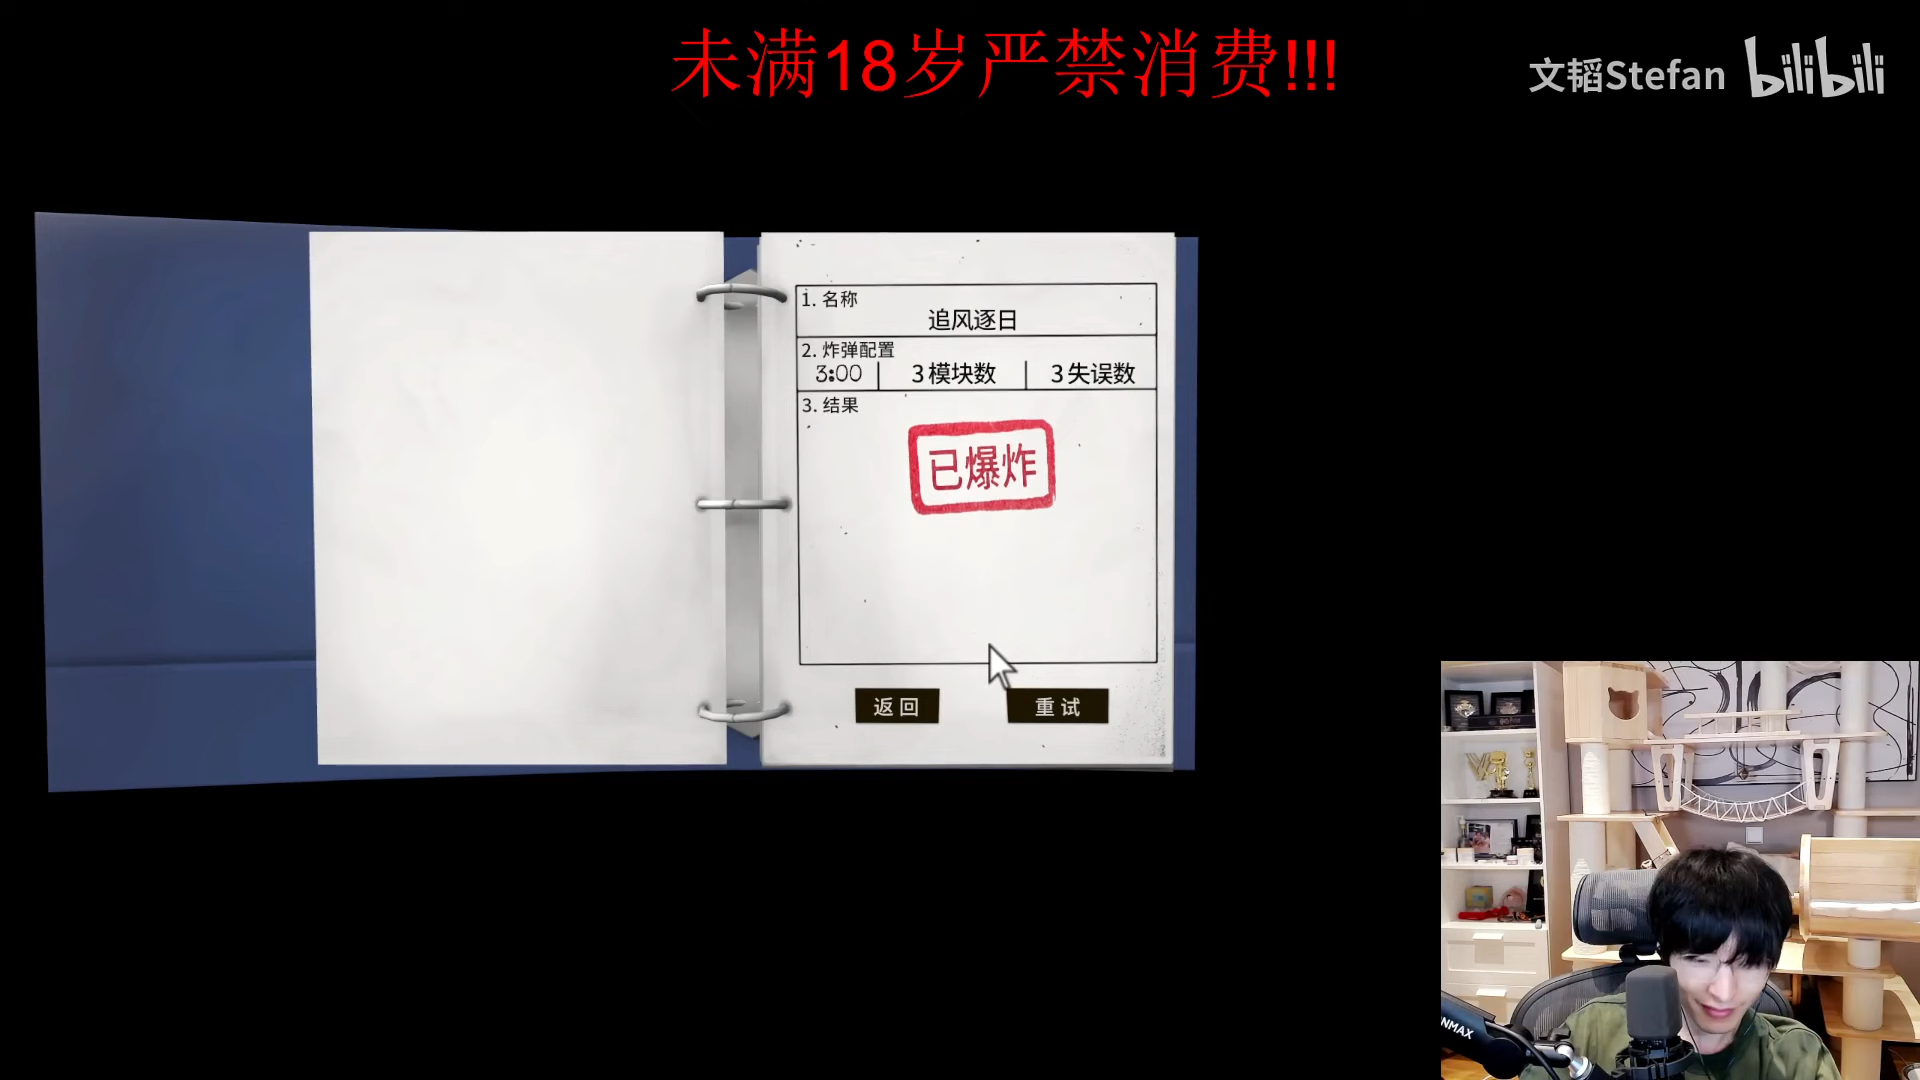 未满18岁严禁消费!!!
文韬Stefan bilibili
1. 名称
追风逐日
2. 炸弹配置
3:00
3 模块数
3 失误数
3. 结果
已爆炸
返回
重试
NMAX